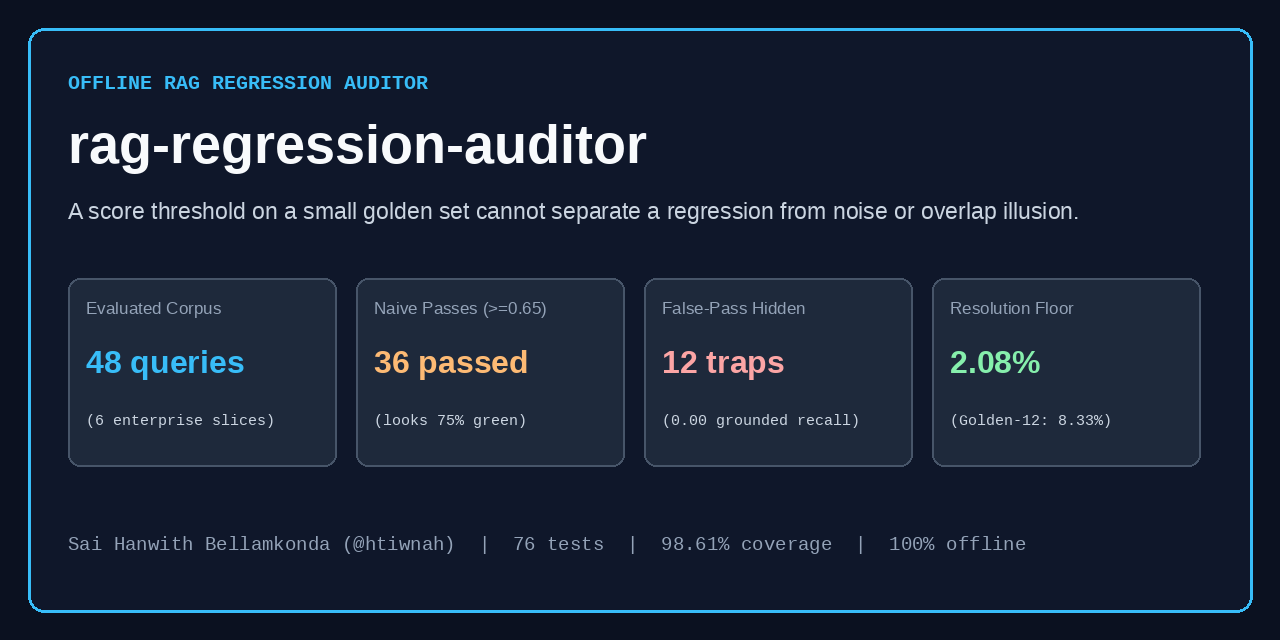 OFFLINE RAG REGRESSION AUDITOR
rag-regression-auditor
A score threshold on a small golden set cannot separate a regression from noise or overlap illusion.
Evaluated Corpus
48 queries
(6 enterprise slices)
Naive Passes (>=0.65)
36 passed
(looks 75% green)
False-Pass Hidden
12 traps
(0.00 grounded recall)
Resolution Floor
2.08%
(Golden-12: 8.33%)
Sai Hanwith Bellamkonda (@htiwnah)  |  76 tests  |  98.61% coverage  |  100% offline